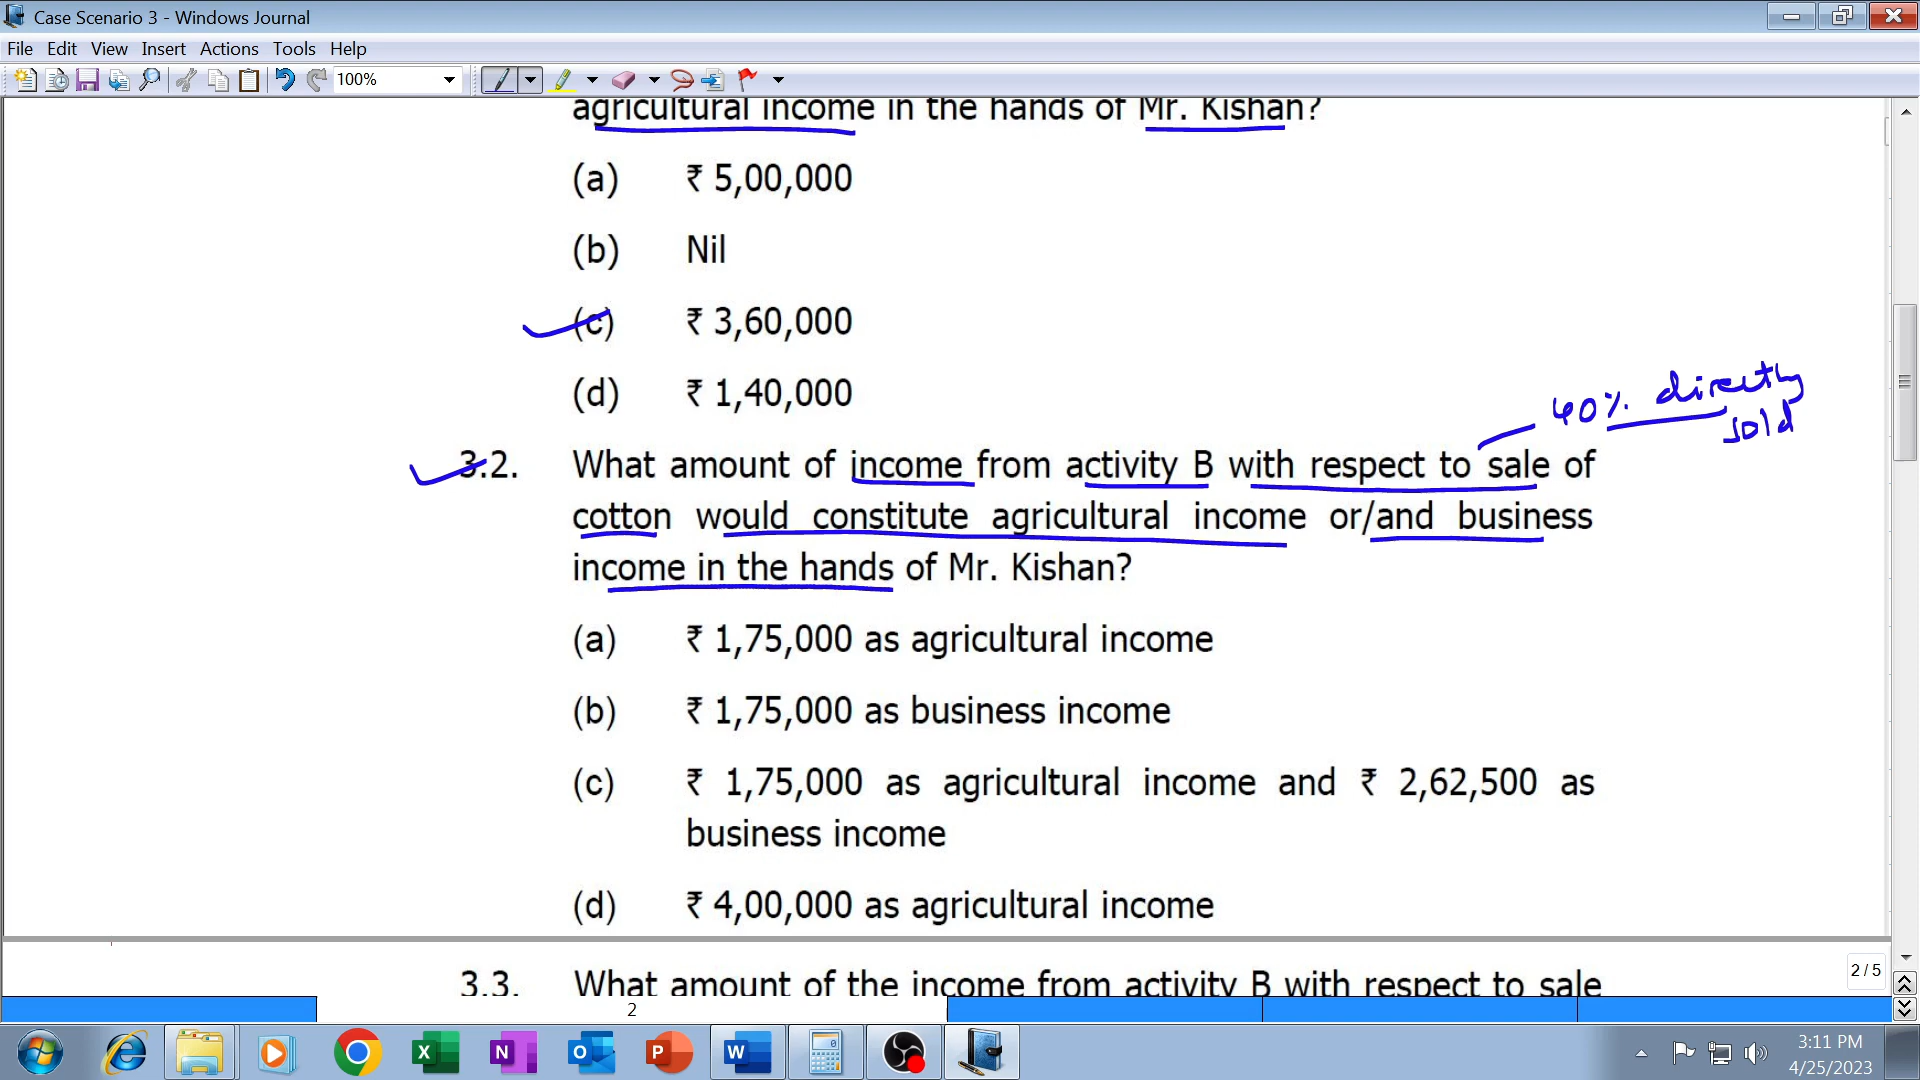 Case Scenario 3 - Windows Journal
File Edit View Insert Actions Tools Help
100%
agricultural income in the hands of Mr. Kishan?
(a) ₹ 5,00,000
(b) Nil
(c) ₹ 3,60,000
(d) ₹ 1,40,000
40% directly
sold
3.2. What amount of income from activity B with respect to sale of
cotton would constitute agricultural income or/and business
income in the hands of Mr. Kishan?
(a) ₹ 1,75,000 as agricultural income
(b) ₹ 1,75,000 as business income
(c) ₹ 1,75,000 as agricultural income and ₹ 2,62,500 as
business income
(d) ₹ 4,00,000 as agricultural income
2 / 5
3.3. What amount of the income from activity B with respect to sale
2
3:11 PM
4/25/2023